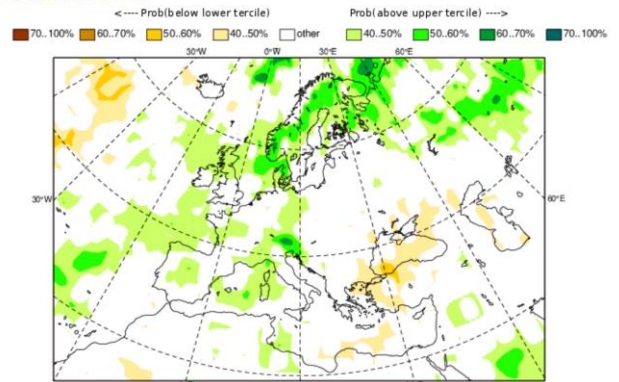 <---- Prob(below lower tercile)
Prob(above upper tercile) ---->
70..100% 60..70% 50..60% 40..50% other 40..50% 50..60% 60..70% 70..100%
30°W 0°W 30°E 60°E
30°W
60°E